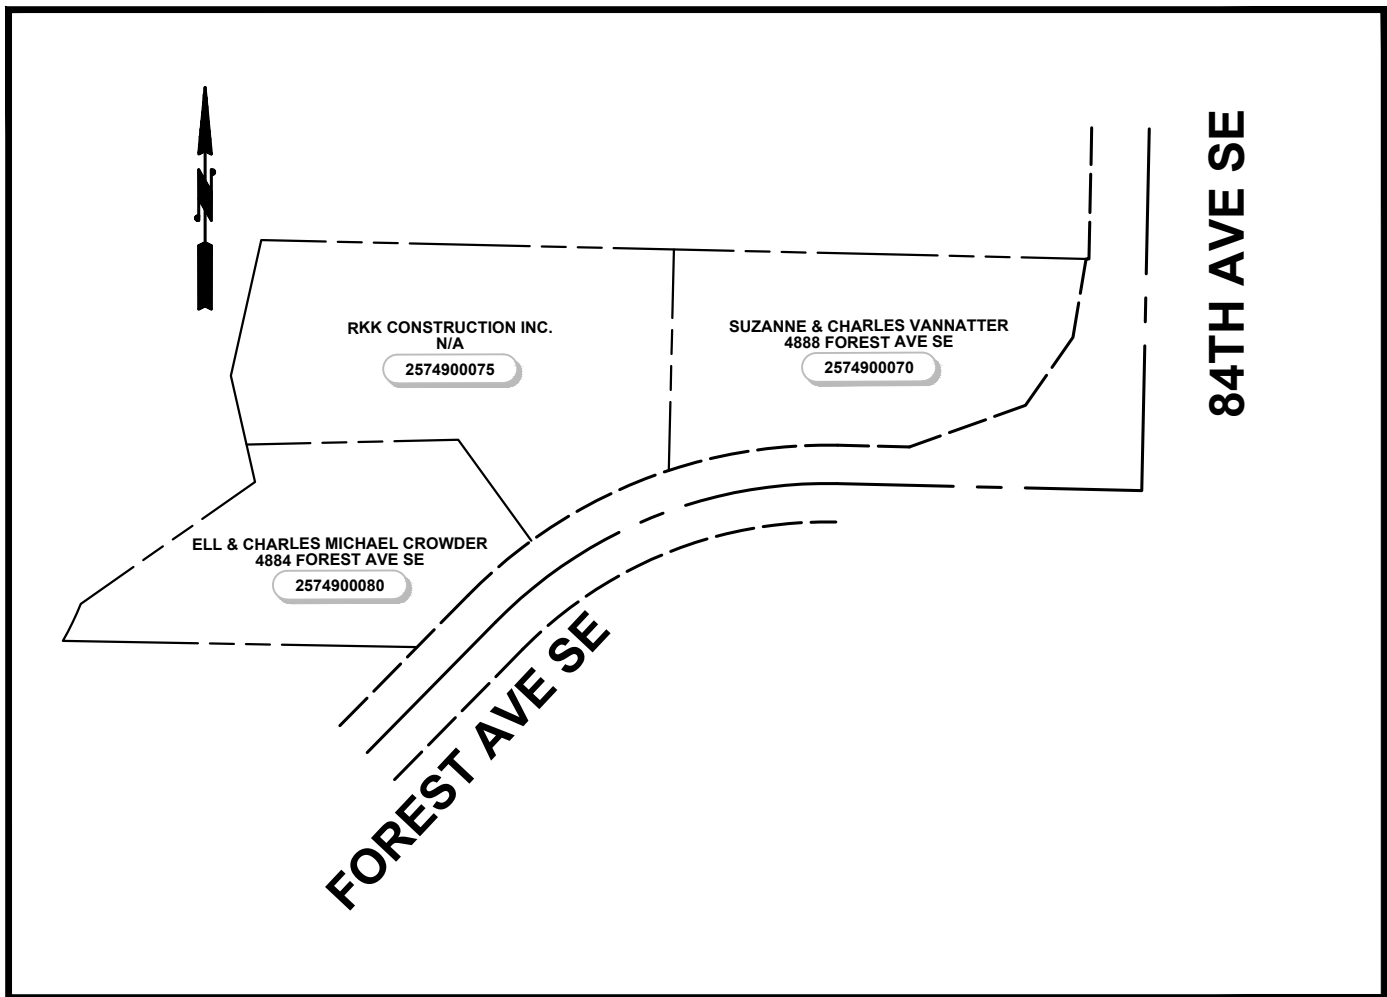 N
84TH AVE SE
RKK CONSTRUCTION INC.
N/A
2574900075
SUZANNE & CHARLES VANNATTER
4888 FOREST AVE SE
2574900070
ELL & CHARLES MICHAEL CROWDER
4884 FOREST AVE SE
2574900080
FOREST AVE SE